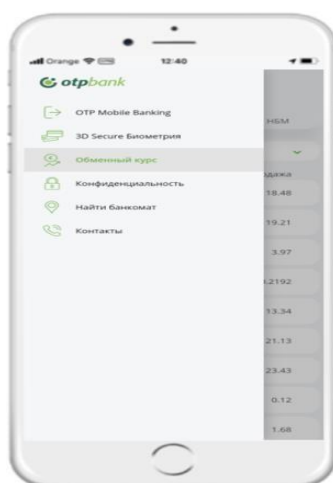 Orange 12:40
otpbank
OTP Mobile Banking
НБМ
3D Secure Биометрия
Обменный курс
Конфиденциальность
18.48
Найти банкомат
19.21
Контакты
3.97
.2192
13.34
21.13
23.43
0.12
1.68